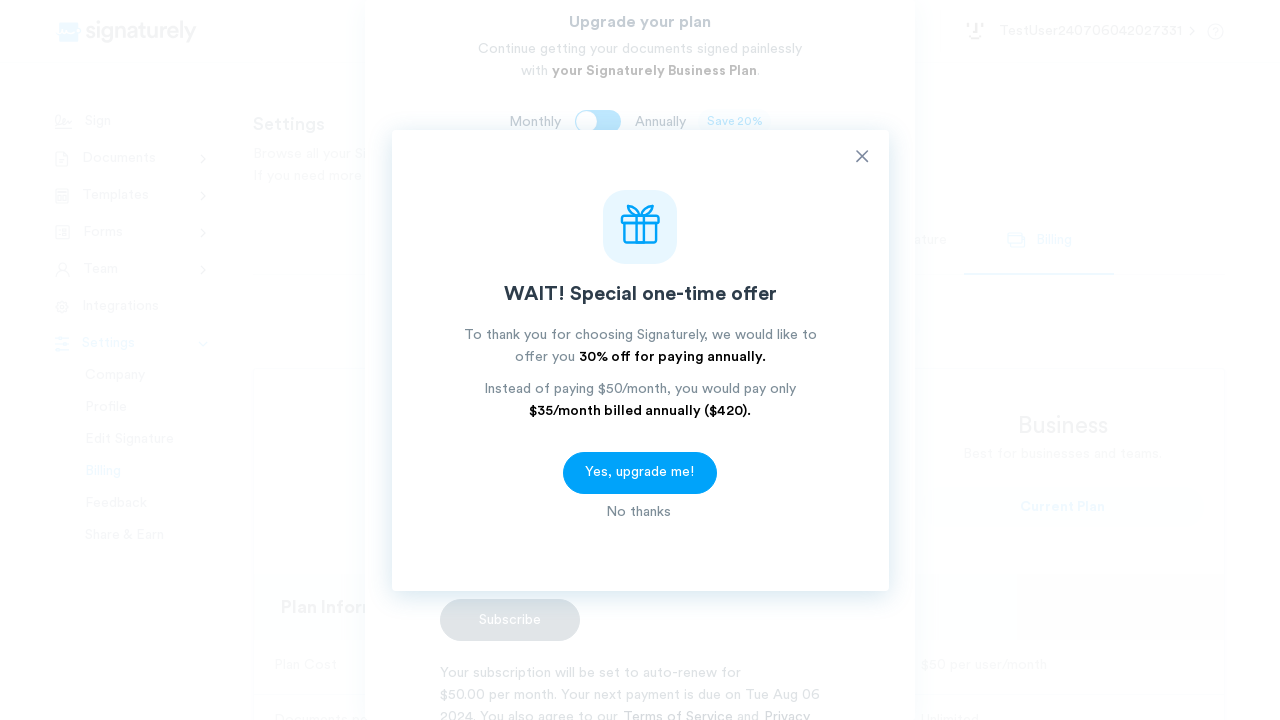 signaturely
Upgrade your plan
Continue getting your documents signed painlessly
with your Signaturely Business Plan.
Monthly
Annually
Save 20%
TestUser2407060420273331
Sign
Documents
Templates
Forms
Team
Integrations
Settings
Company
Profile
Edit Signature
Billing
Feedback
Share & Earn
Settings
Browse all your
If you need more
Billing
WAIT! Special one-time offer
To thank you for choosing Signaturely, we would like to
offer you 30% off for paying annually.
Instead of paying $50/month, you would pay only
$35/month billed annually ($420).
Yes, upgrade me!
No thanks
Business
Best for businesses and teams
Current Plan
Plan
Plan Cost
$50 per user/month
Unlimited
Subscribe
Your subscription will be set to auto-renew for
$50.00 per month. Your next payment is due on Tue Aug 06
2024. You also agree to our Terms of Service and Privacy